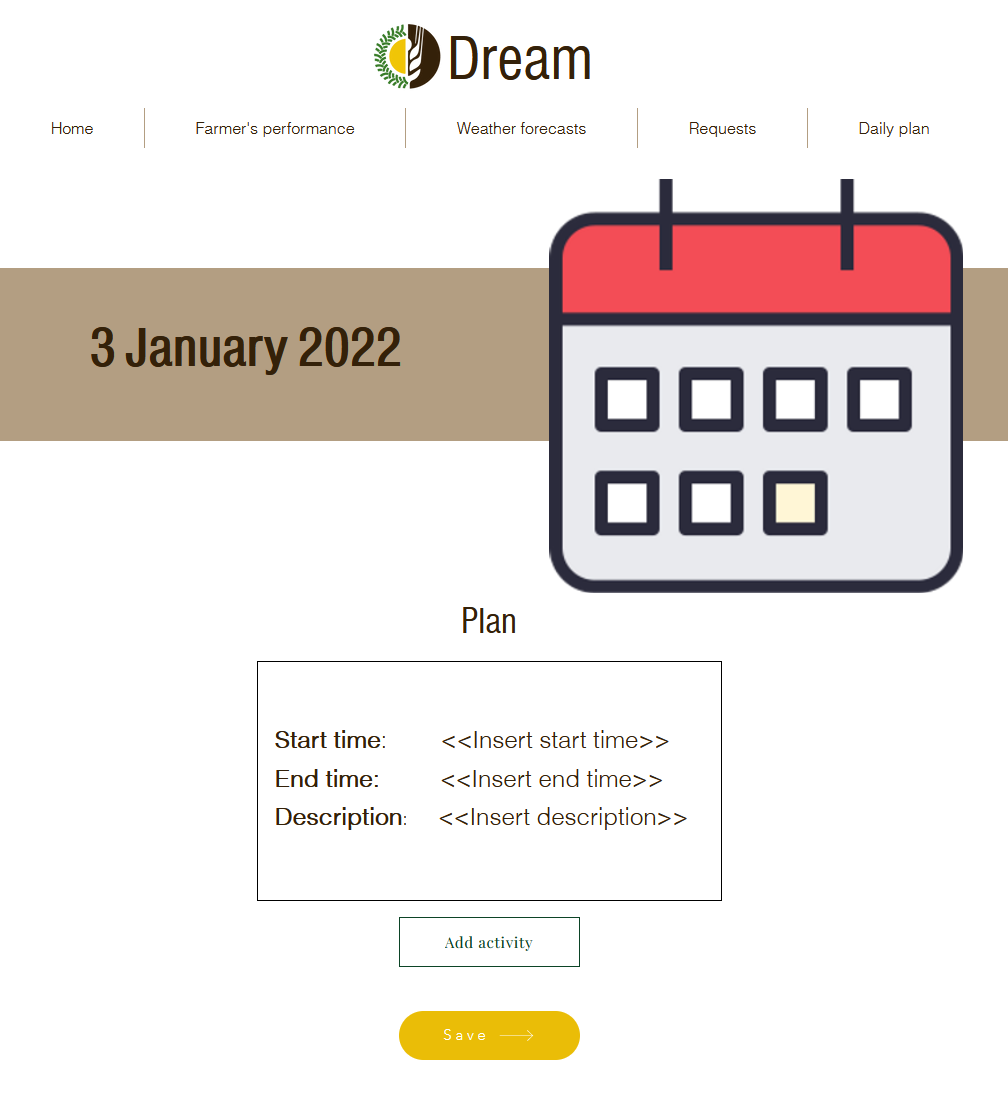 Dream
Home Farmer's performance Weather forecasts Requests Daily plan
3 January 2022
Plan
Start time: <<Insert start time>>
End time: <<Insert end time>>
Description: <<Insert description>>
Add activity
Save